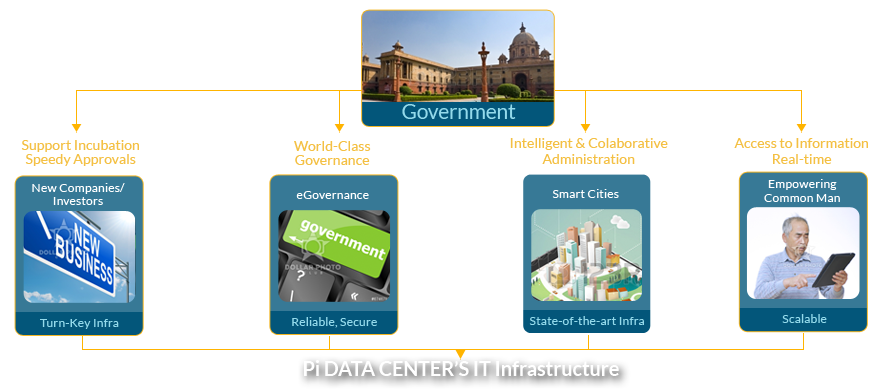 Government
Support Incubation
Speedy Approvals
World-Class
Governance
Intelligent & Colaborative
Administration
Access to Information
Real-time
New Companies/
Investors
NEW
BUSINESS
DOLLAR PHOTO
Turn-Key Infra
eGovernance
government
DOLLAR PHOTO
CLUB
?
/
«
Reliable, Secure
Smart Cities
State-of-the-art Infra
Empowering
Common Man
Scalable
Pi DATA CENTER'S IT Infrastructure